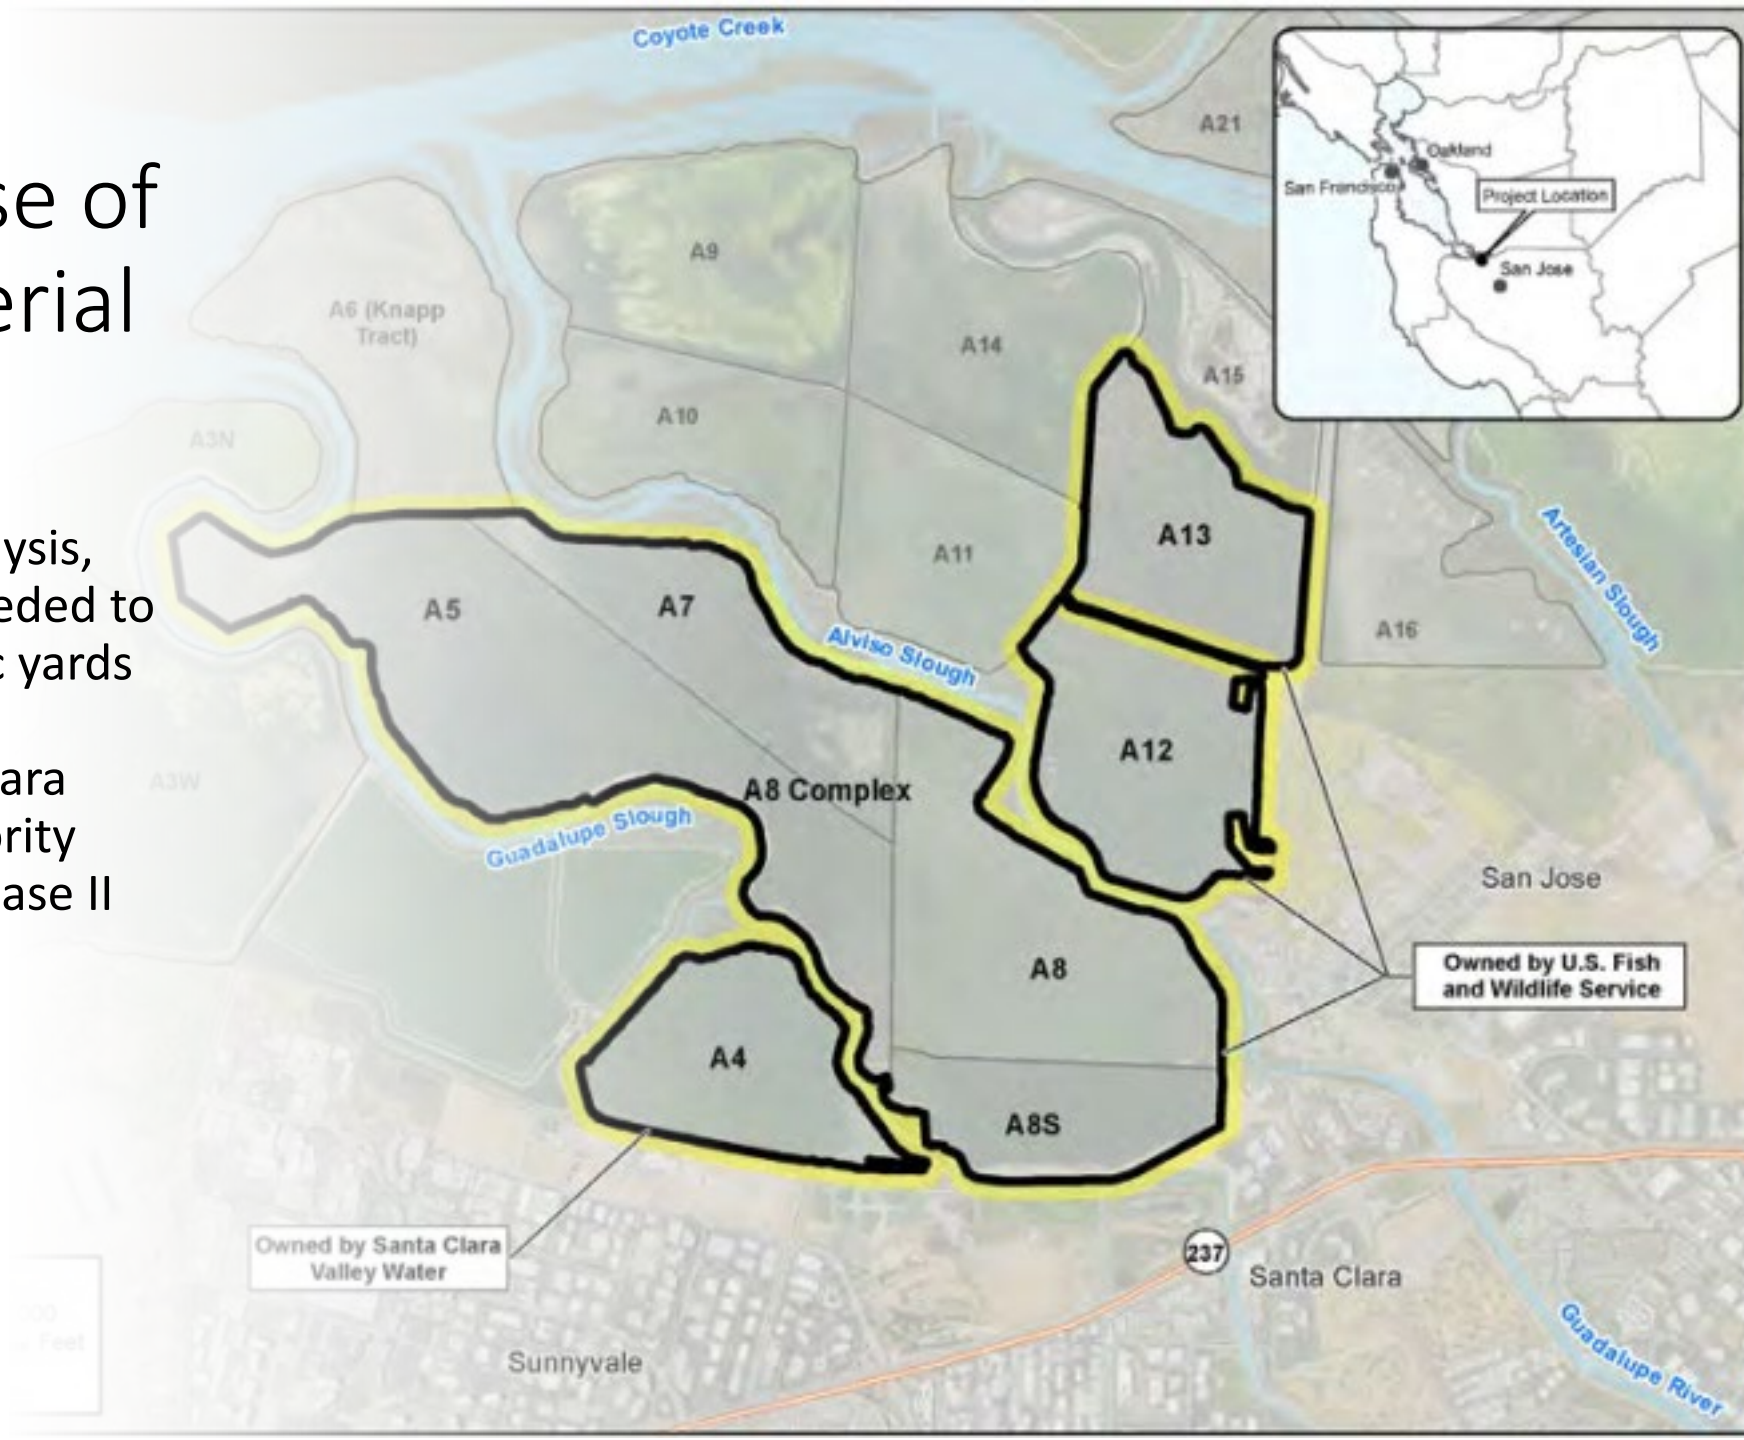 se of
erial
ysis,
eded to
c yards
ara
ority
ase II
Coyote Creek
A21
Oakland
San Francisco
Project Location
San Jose
A9
A6 (Knapp
Tract)
A14
A15
A10
A3N
A13
A11
A5
A7
A16
Artesian Slough
Alviso Slough
A12
A3W
A8 Complex
Guadalupe Slough
San Jose
A8
Owned by U.S. Fish
and Wildlife Service
A4
A8S
Owned by Santa Clara
Valley Water
237
Santa Clara
Sunnyvale
Guadalupe River
Feet